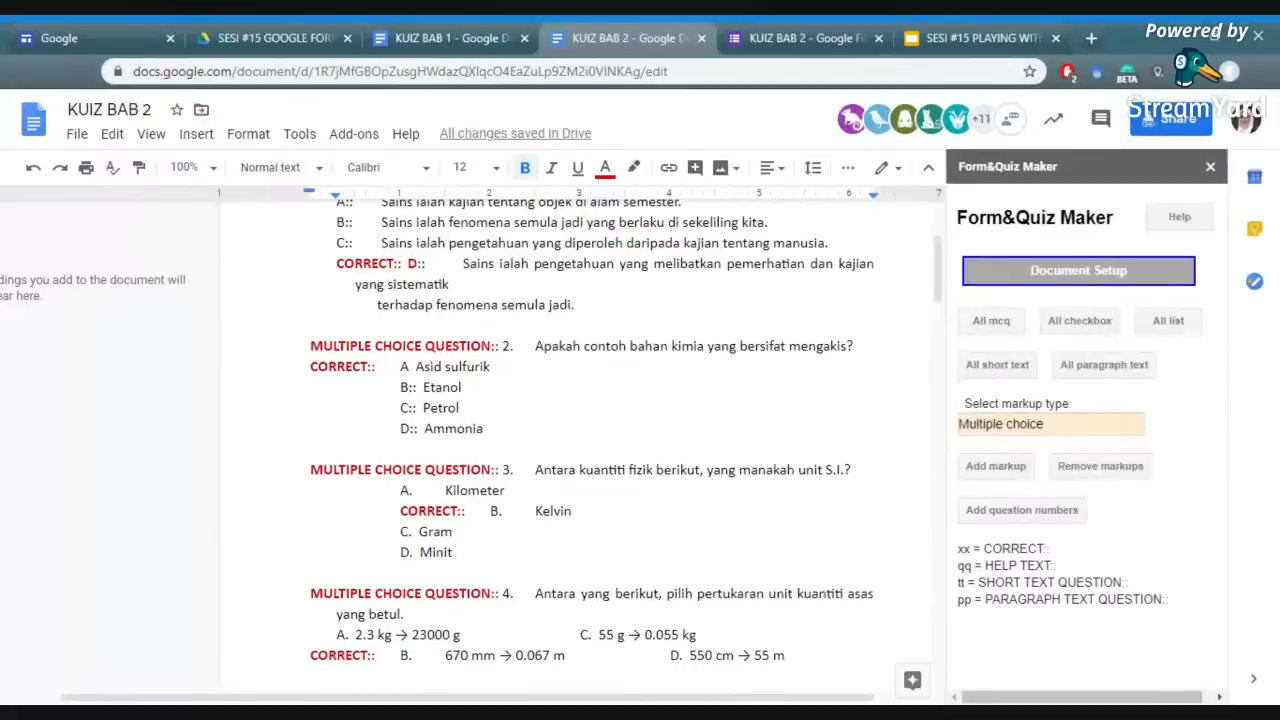 Powered by
StreamYard
Google
SESI #15 GOOGLE FOR
KUIZ BAB 1 - Google D
KUIZ BAB 2 - Google D
KUIZ BAB 2 - Google F
SESI #15 PLAYING WIT
docs.google.com/document/d/1R7jMfGBOpZusgHWdazQXIqcO4EaZuLp9ZM2i0VINKAg/edit
2
BETA
KUIZ BAB 2
File Edit View Insert Format Tools Add-ons Help All changes saved in Drive
+11
Share
100% Normal text Calibri 12 B I U A
1 1 2 3 4 5 6 7
dings you add to the document will
ear here.
A:: Sains ialah kajian tentang objek di alam semester.
B:: Sains ialah fenomena semula jadi yang berlaku di sekeliling kita.
C:: Sains ialah pengetahuan yang diperoleh daripada kajian tentang manusia.
CORRECT:: D:: Sains ialah pengetahuan yang melibatkan pemerhatian dan kajian
yang sistematik
terhadap fenomena semula jadi.
MULTIPLE CHOICE QUESTION:: 2. Apakah contoh bahan kimia yang bersifat mengakis?
CORRECT:: A Asid sulfurik
B:: Etanol
C:: Petrol
D:: Ammonia
MULTIPLE CHOICE QUESTION:: 3. Antara kuantiti fizik berikut, yang manakah unit S.I.?
A. Kilometer
CORRECT:: B. Kelvin
C. Gram
D. Minit
MULTIPLE CHOICE QUESTION:: 4. Antara yang berikut, pilih pertukaran unit kuantiti asas
yang betul.
A. 2.3 kg → 23000 g C. 55 g → 0.055 kg
CORRECT:: B. 670 mm → 0.067 m D. 550 cm → 55 m
Form&Quiz Maker
Form&Quiz Maker
Help
Document Setup
All mcq All checkbox All list
All short text All paragraph text
Select markup type:
Multiple choice
Add markup Remove markups
Add question numbers
xx = CORRECT::
qq = HELP TEXT::
tt = SHORT TEXT QUESTION::
pp = PARAGRAPH TEXT QUESTION::